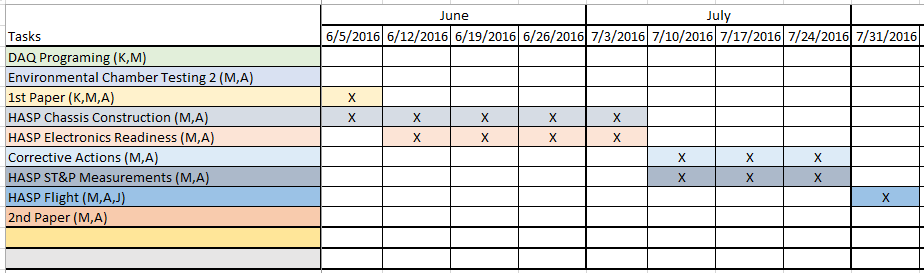 June July
Tasks 6/5/2016 6/12/2016 6/19/2016 6/26/2016 7/3/2016 7/10/2016 7/17/2016 7/24/2016 7/31/2016
DAQ Programing (K,M)
Environmental Chamber Testing 2 (M,A)
1st Paper (K,M,A) X
HASP Chassis Construction (M,A) X X X X X
HASP Electronics Readiness (M,A) X X X X
Corrective Actions (M,A) X X X
HASP ST&P Measurements (M,A) X X X
HASP Flight (M,A,J) X
2nd Paper (M,A)